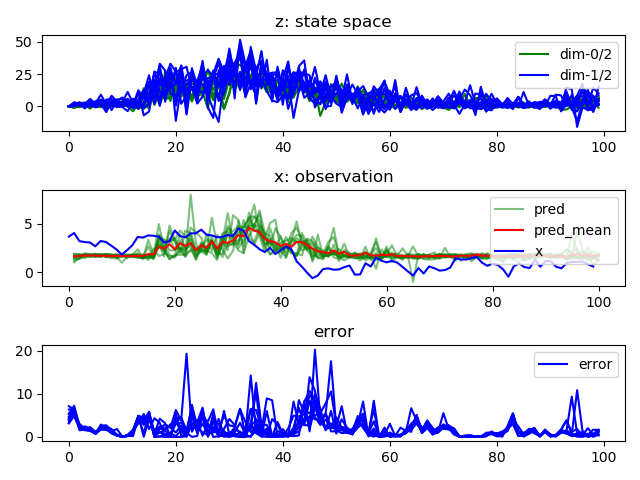 z: state space
50
25
0
dim-0/2
dim-1/2
0 20 40 60 80 100
x: observation
5
0
pred
pred_mean
x
0 20 40 60 80 100
error
20
10
0
error
0 20 40 60 80 100